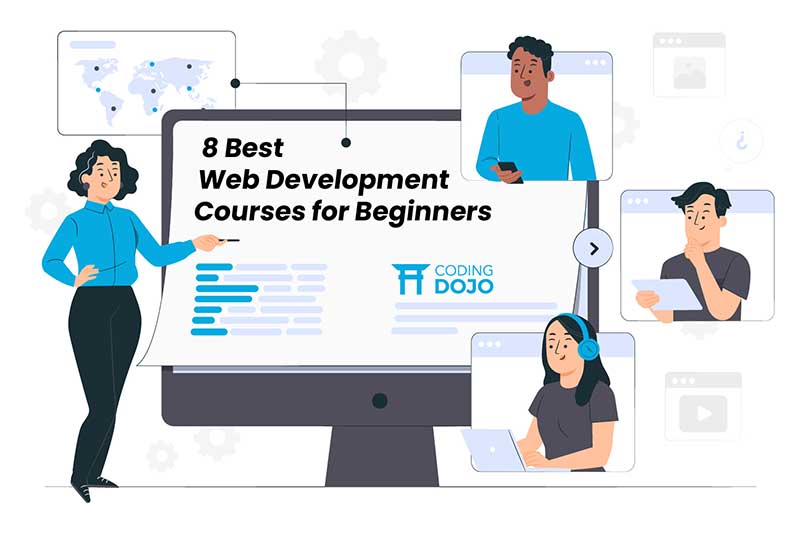 8 Best
Web Development
Courses for Beginners
CODING
DOJO
¿